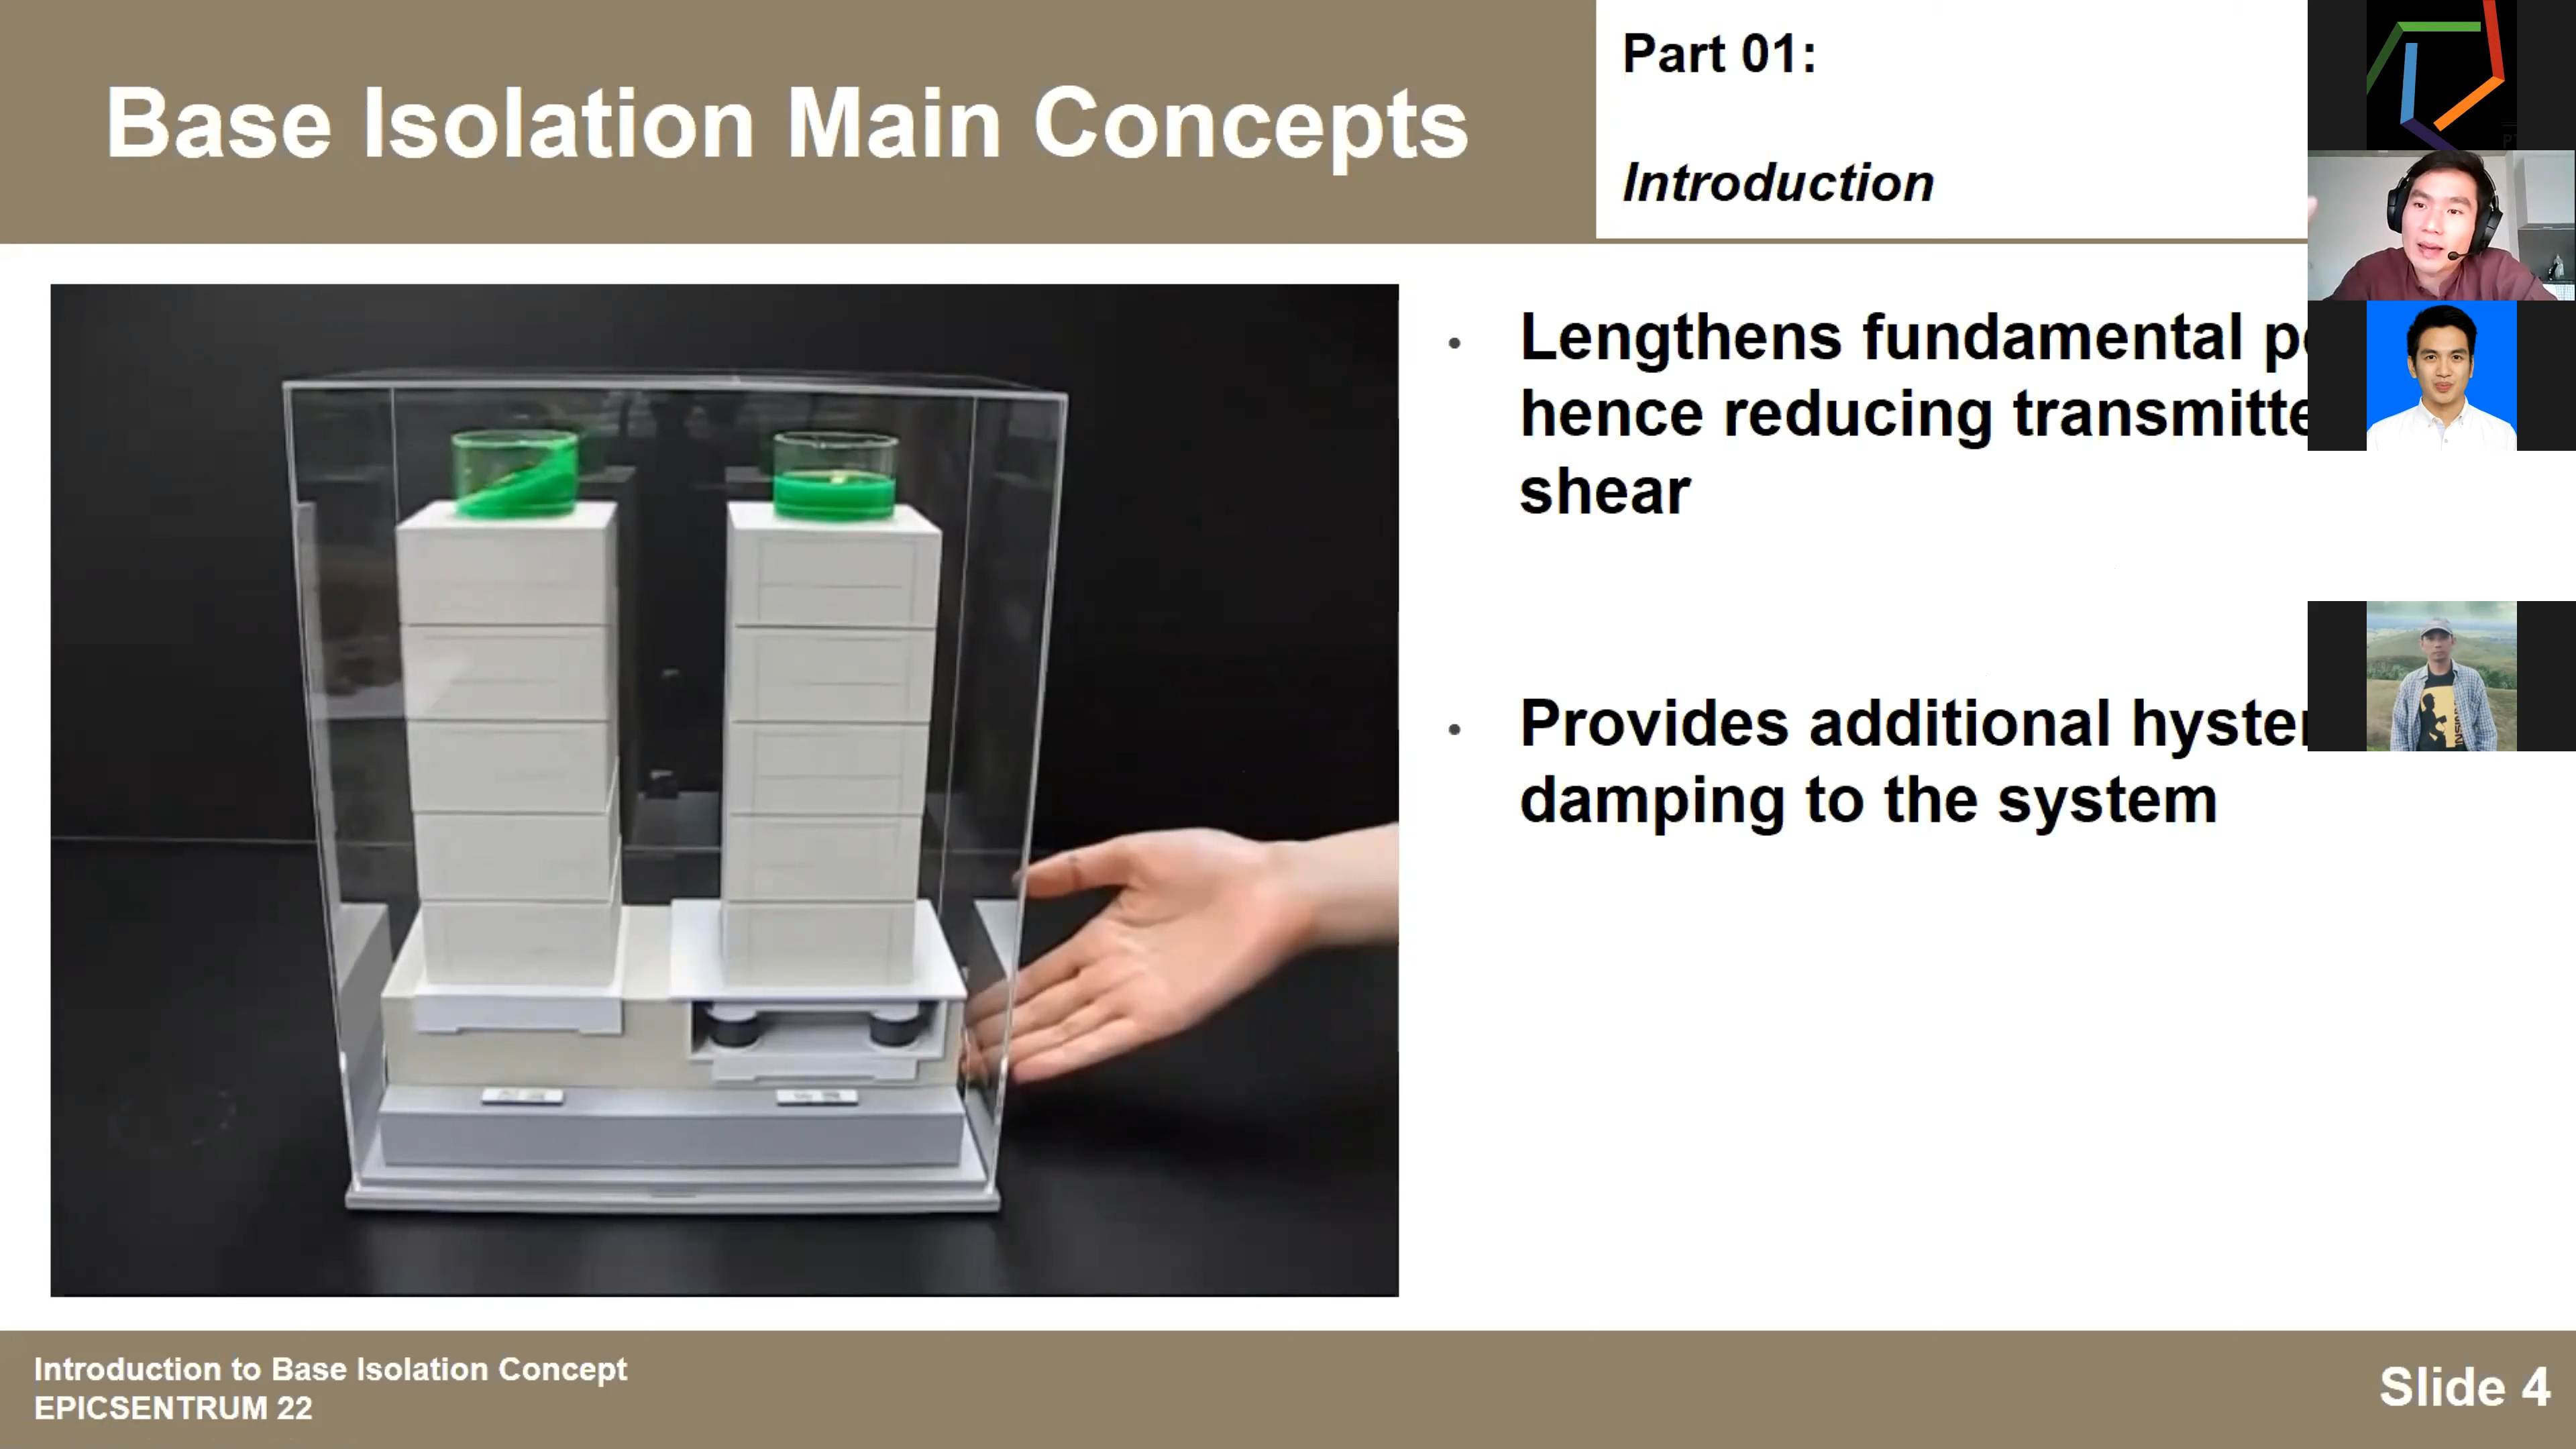 Base Isolation Main Concepts
Part 01:
Introduction
• Lengthens fundamental
hence reducing
shear
• Provides additional
damping to the system
Introduction to Base Isolation Concept
EPICSENTRUM 22
Slide 4